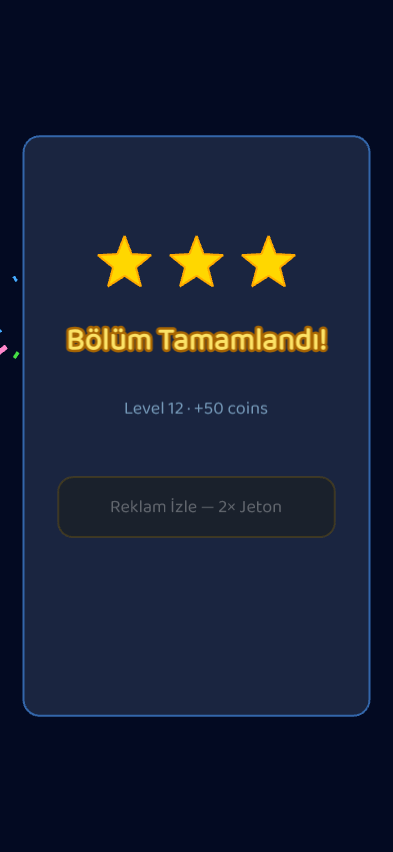 Bölüm Tamamlandı!
Level 12 · +50 coins
Reklam İzle — 2× Jeton